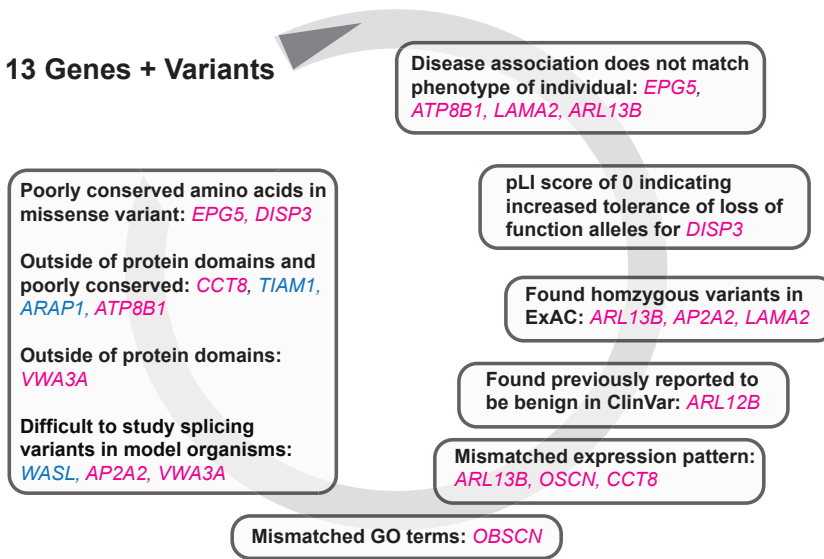 13 Genes + Variants
Disease association does not match
phenotype of individual: EPG5,
ATP8B1, LAMA2, ARL13B
pLI score of 0 indicating
increased tolerance of loss of
function alleles for DISP3
Found homzygous variants in
ExAC: ARL13B, AP2A2, LAMA2
Found previously reported to
be benign in ClinVar: ARL12B
Mismatched expression pattern:
ARL13B, OSCN, CCT8
Mismatched GO terms: OBSCN
Poorly conserved amino acids in
missense variant: EPG5, DISP3
Outside of protein domains and
poorly conserved: CCT8, TIAM1,
ARAP1, ATP8B1
Outside of protein domains:
VWA3A
Difficult to study splicing
variants in model organisms:
WASL, AP2A2, VWA3A